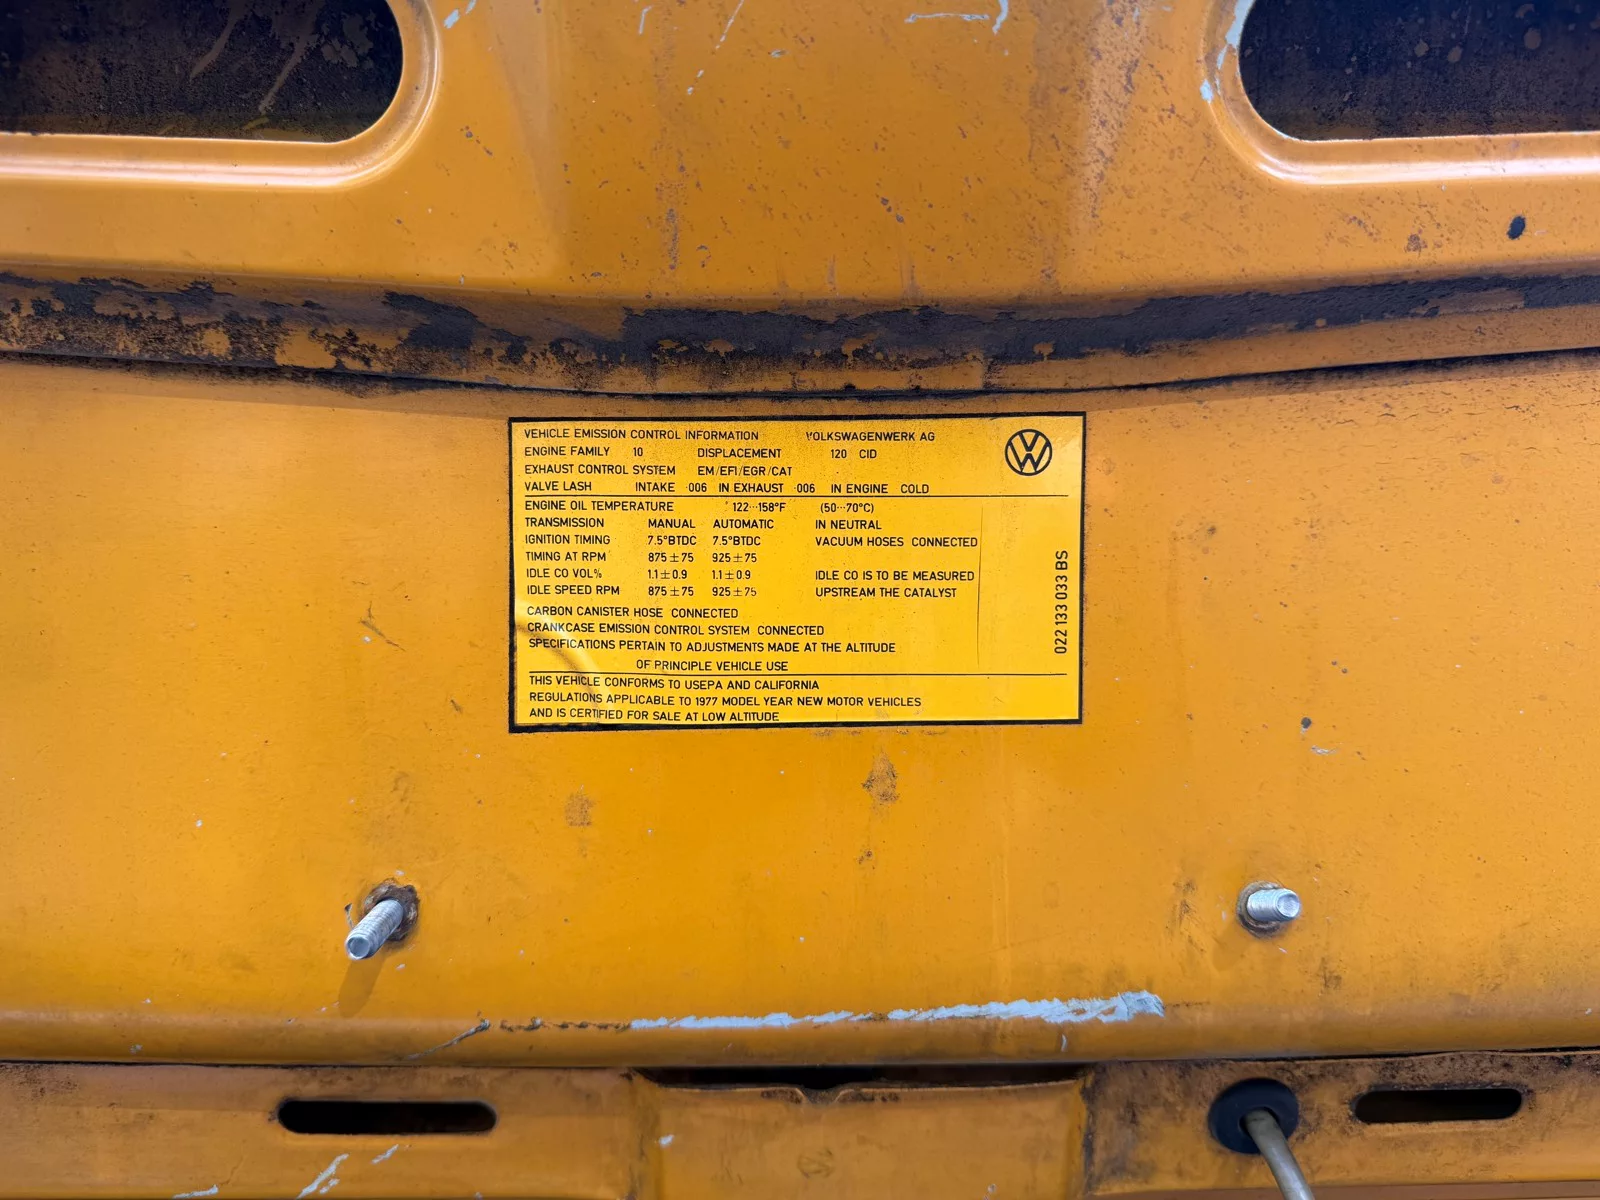 VEHICLE EMISSION CONTROL INFORMATION VOLKSWAGENWERK AG
ENGINE FAMILY 10 DISPLACEMENT 120 CID
EXHAUST CONTROL SYSTEM EM/EFI/EGR/CAT
VALVE LASH INTAKE .006 IN EXHAUST .006 IN ENGINE COLD
ENGINE OIL TEMPERATURE 122...158°F (50...70°C)
TRANSMISSION MANUAL AUTOMATIC IN NEUTRAL
IGNITION TIMING 7.5°BTDC 7.5°BTDC VACUUM HOSES CONNECTED
TIMING AT RPM 875±75 925±75
IDLE CO VOL% 1.1±0.9 1.1±0.9 IDLE CO IS TO BE MEASURED
IDLE SPEED RPM 875±75 925±75 UPSTREAM THE CATALYST
CARBON CANISTER HOSE CONNECTED
CRANKCASE EMISSION CONTROL SYSTEM CONNECTED
SPECIFICATIONS PERTAIN TO ADJUSTMENTS MADE AT THE ALTITUDE
OF PRINCIPLE VEHICLE USE
THIS VEHICLE CONFORMS TO USEPA AND CALIFORNIA
REGULATIONS APPLICABLE TO 1977 MODEL YEAR NEW MOTOR VEHICLES
AND IS CERTIFIED FOR SALE AT LOW ALTITUDE
022 133 033 BS